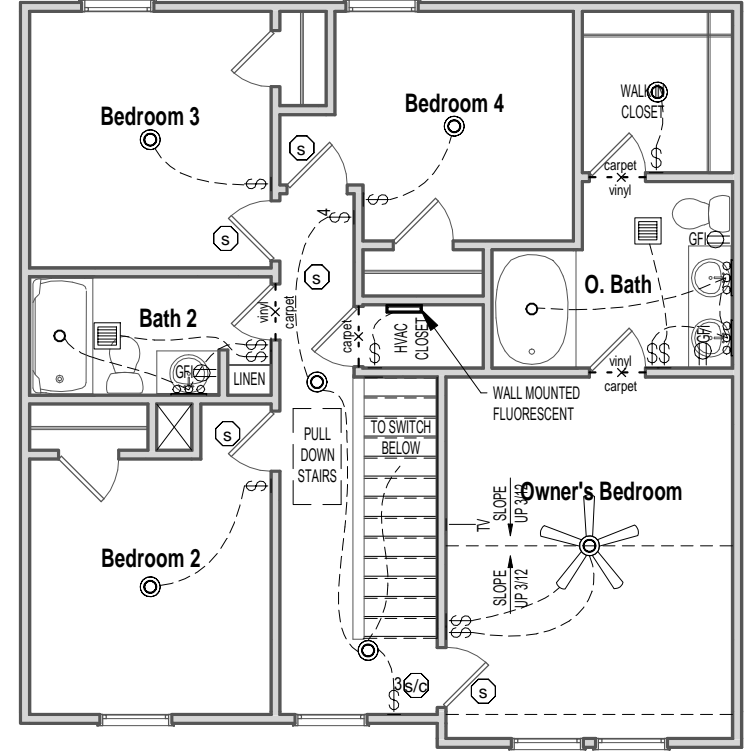 WALK-IN
CLOSET
Bedroom 3
Bedroom 4
$
$
$
S
carpet
vinyl
4
$
S
GFI
S
O. Bath
Bath 2
vinyl
carpet
carpet
HVAC
CLOSET
$
GFI
$$
$$
GFI
vinyl
carpet
LINEN
WALL MOUNTED
FLUORESCENT
S
PULL
DOWN
STAIRS
TO SWITCH
BELOW
$
TV
SLOPE
UP 3/12
Owner's Bedroom
Bedroom 2
SLOPE
UP 3/12
$$
3
$
S/C
S